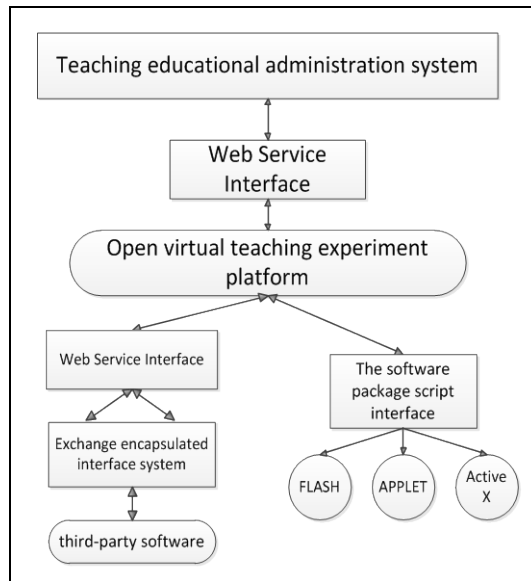 Teaching educational administration system
Web Service
Interface
Open virtual teaching experiment
platform
Web Service Interface
The software
package script
interface
Exchange encapsulated
interface system
FLASH
APPLET
Active
X
third-party software